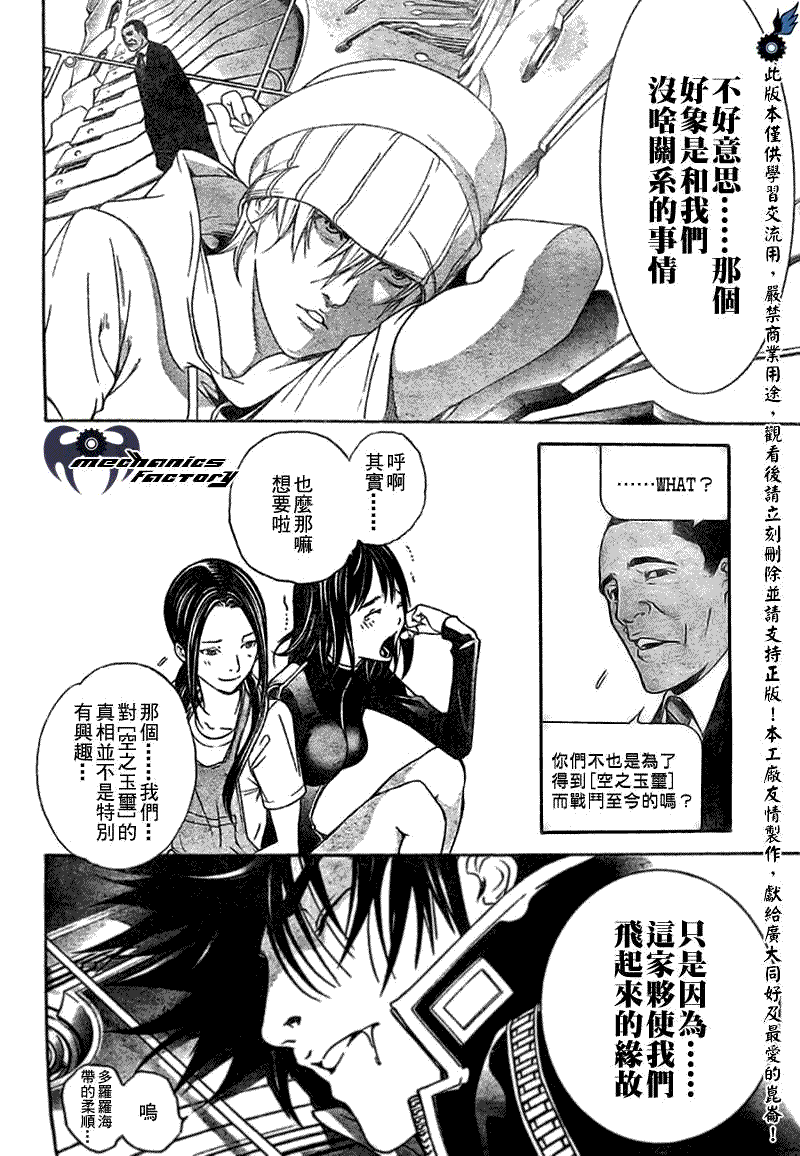 不好意思……那個
好象是和我們
沒啥關系的事情
……WHAT？
你們不也是為了
得到[空之玉璽]
而戰鬥至今的嗎？
呼啊
其實……
也麼那嘛
想要啦
那個……我們…
對[空之玉璽]的
真相並不是特別
有興趣…
只是因為……
這家夥使我們
飛起來的緣故
嗚
多羅羅海
帶的柔順…
mechanics
Factory
此版本僅供學習交流用，嚴禁商業用途，觀看後請立刻刪除並請支持正版！本工廠友情製作，獻給廣大同好及最愛的崑崙！